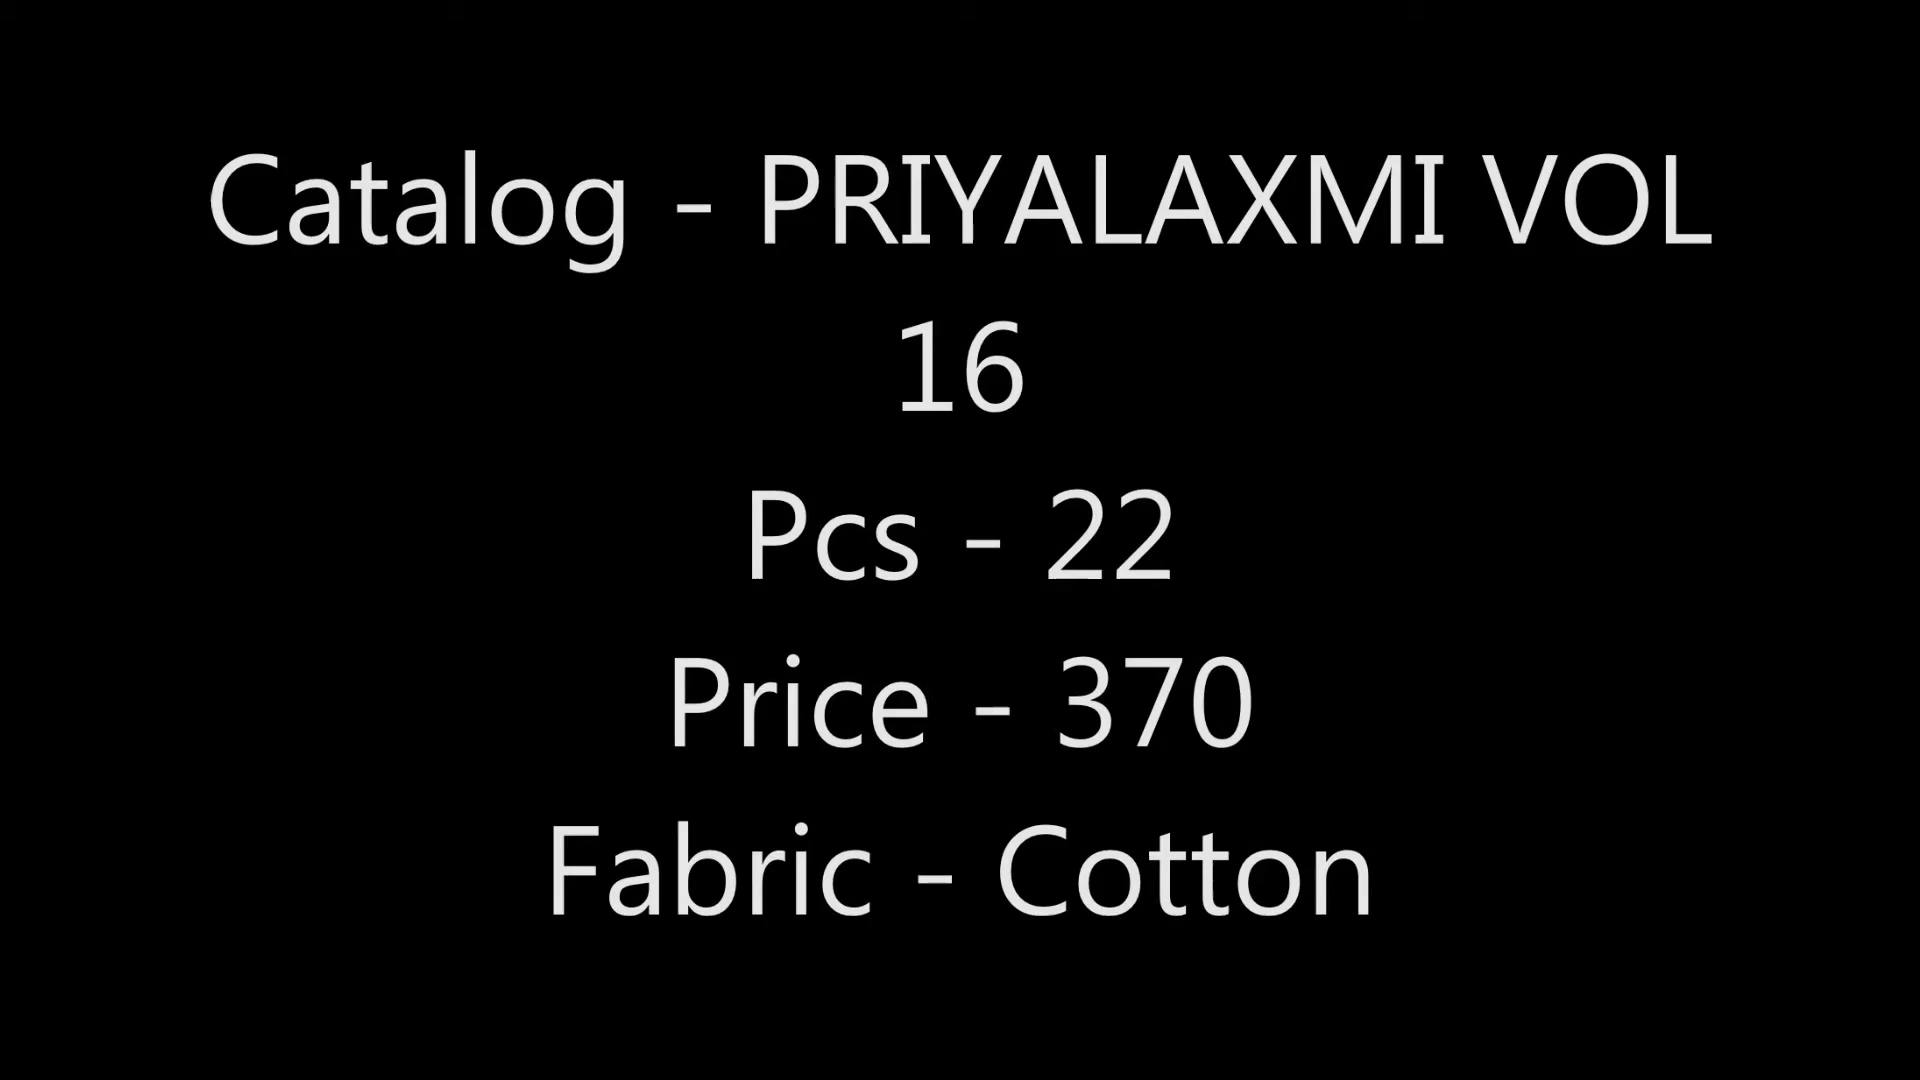 Catalog - PRIYALAXMI VOL
16
Pcs - 22
Price - 370
Fabric - Cotton